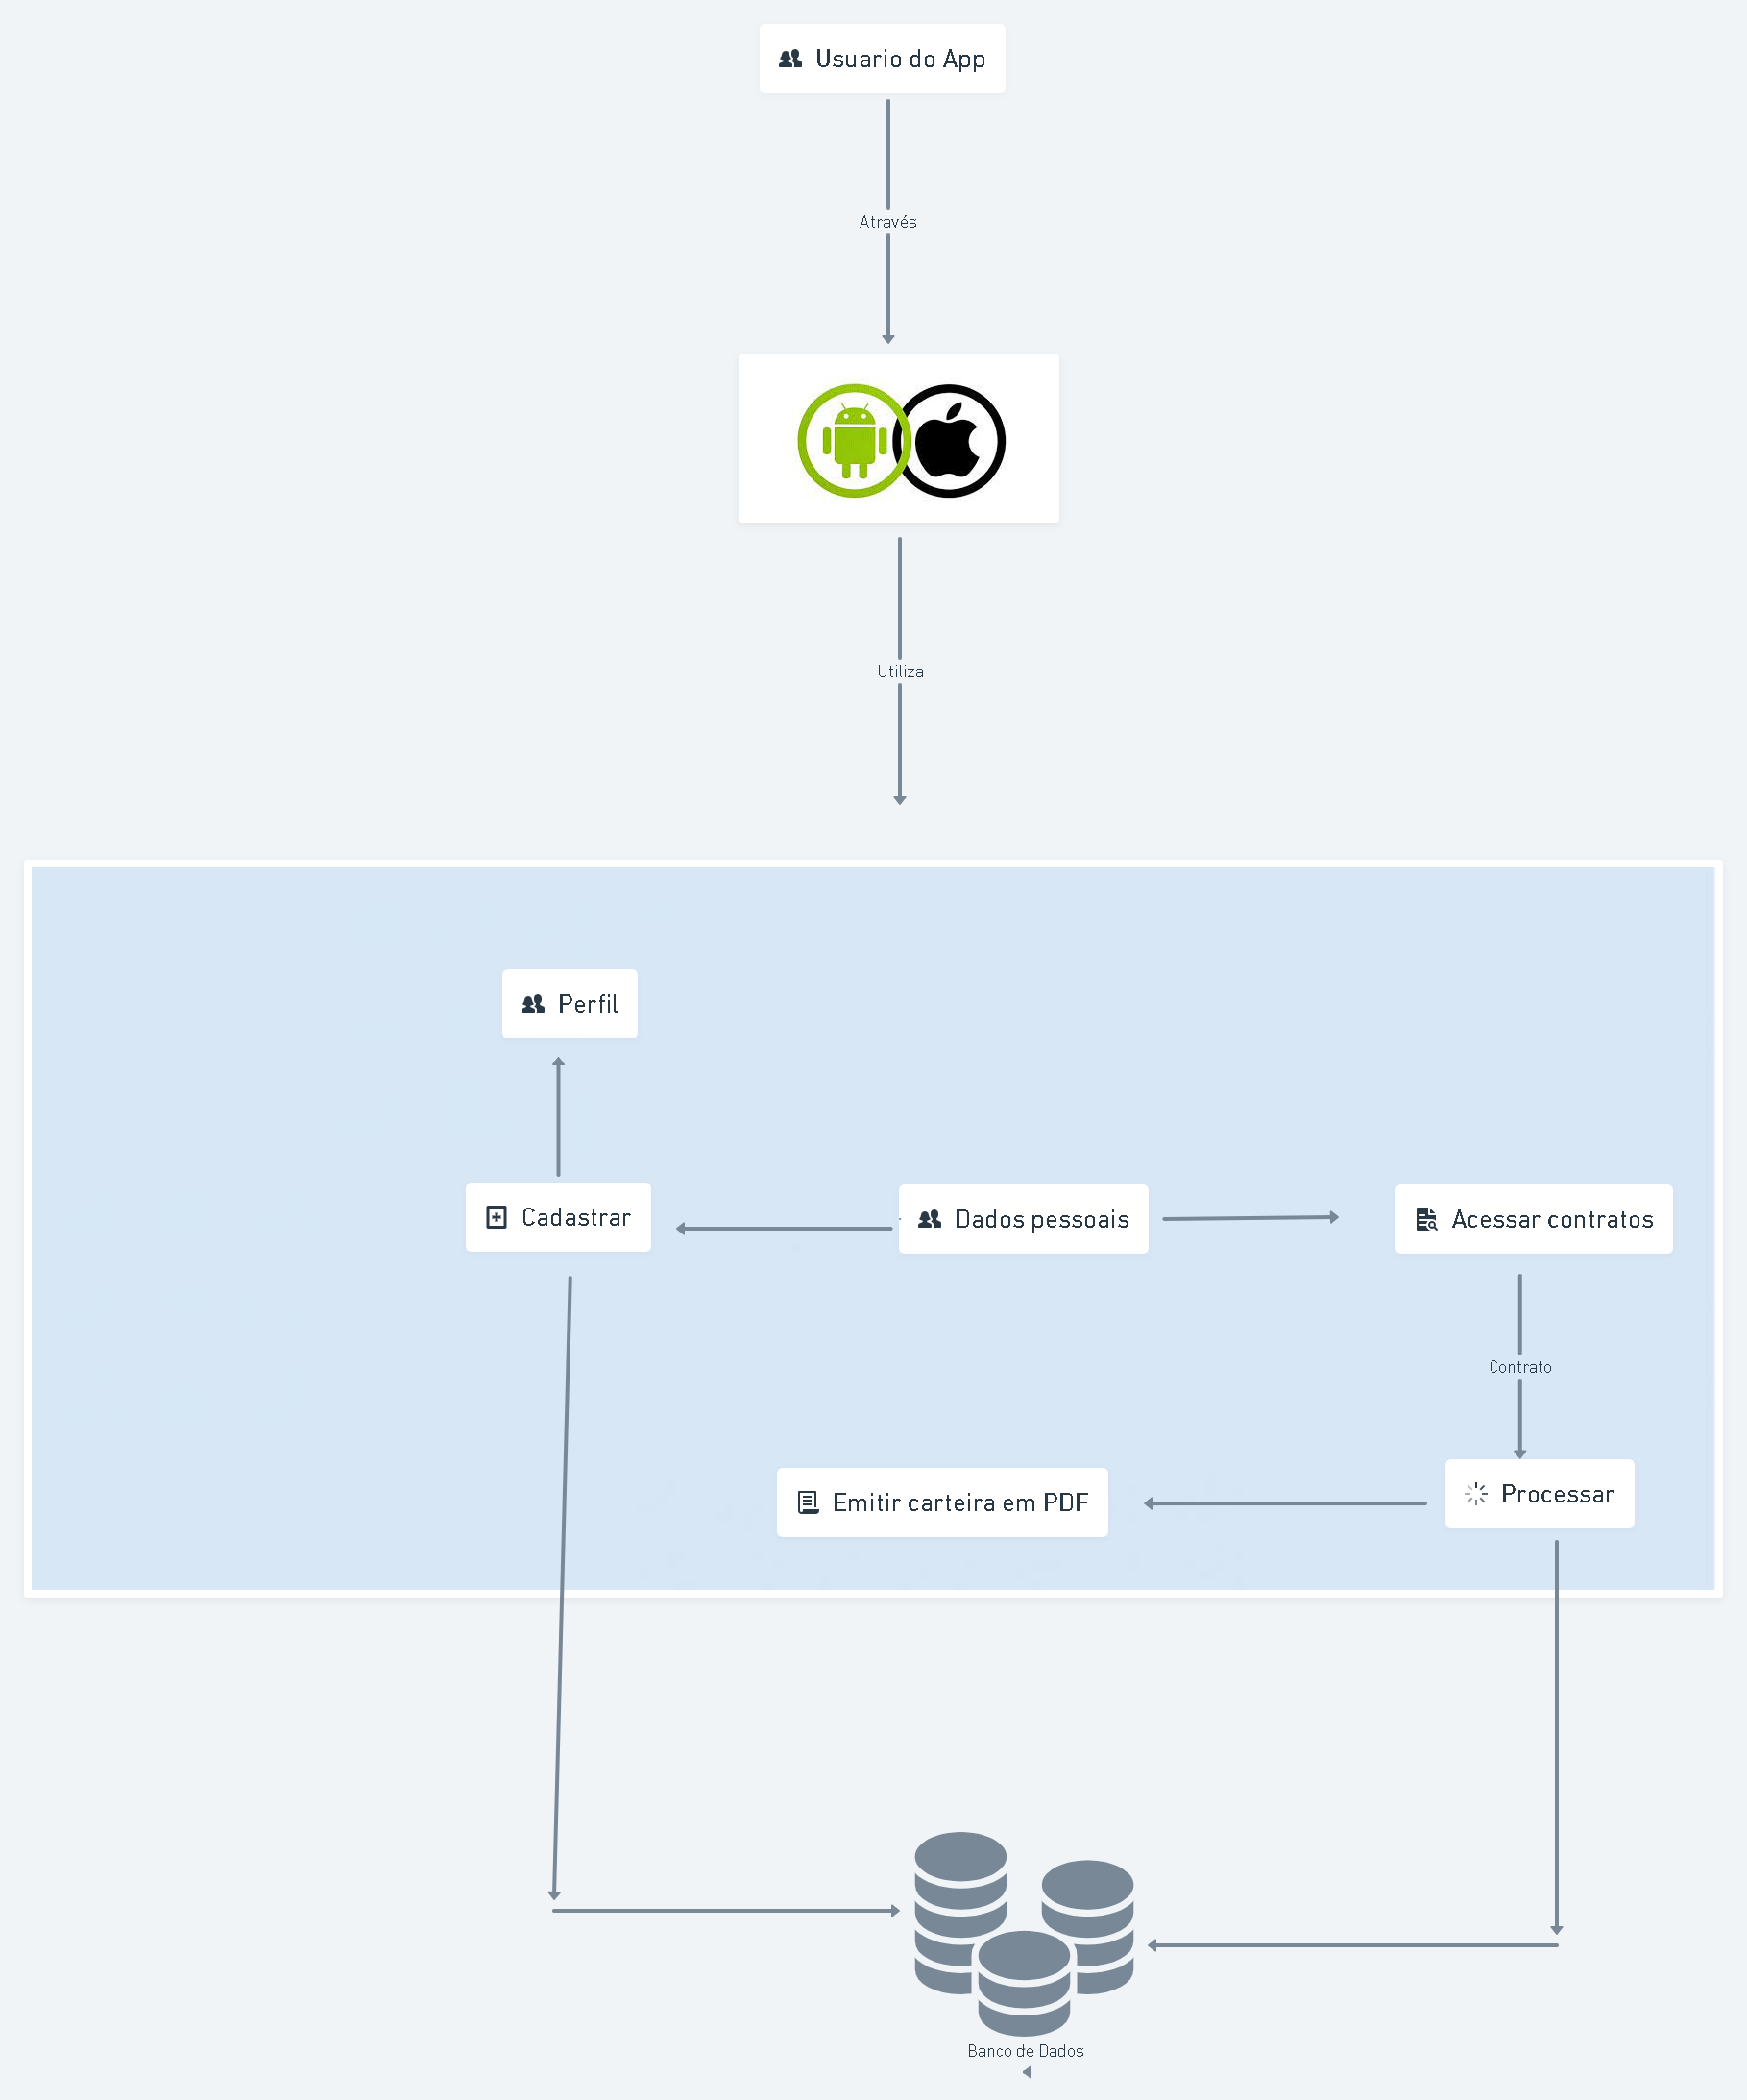 Usuario do App
Através
Utiliza
Perfil
Cadastrar
Dados pessoais
Acessar contratos
Contrato
Emitir carteira em PDF
Processar
Banco de Dados